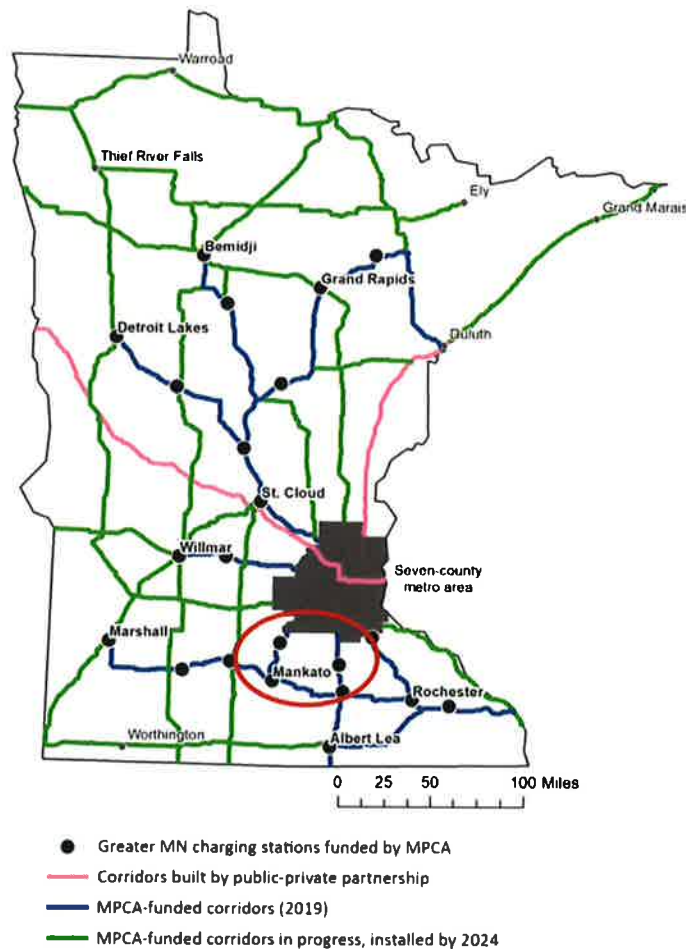 Warroad
Thief River Falls
Ely
Grand Marais
Bemidji
Grand Rapids
Detroit Lakes
Duluth
St. Cloud
Willmar
Seven-county
metro area
Marshall
Mankato
Rochester
Worthington
Albert Lea
0 25 50 100 Miles
Greater MN charging stations funded by MPCA
Corridors built by public-private partnership
MPCA-funded corridors (2019)
MPCA-funded corridors in progress, installed by 2024